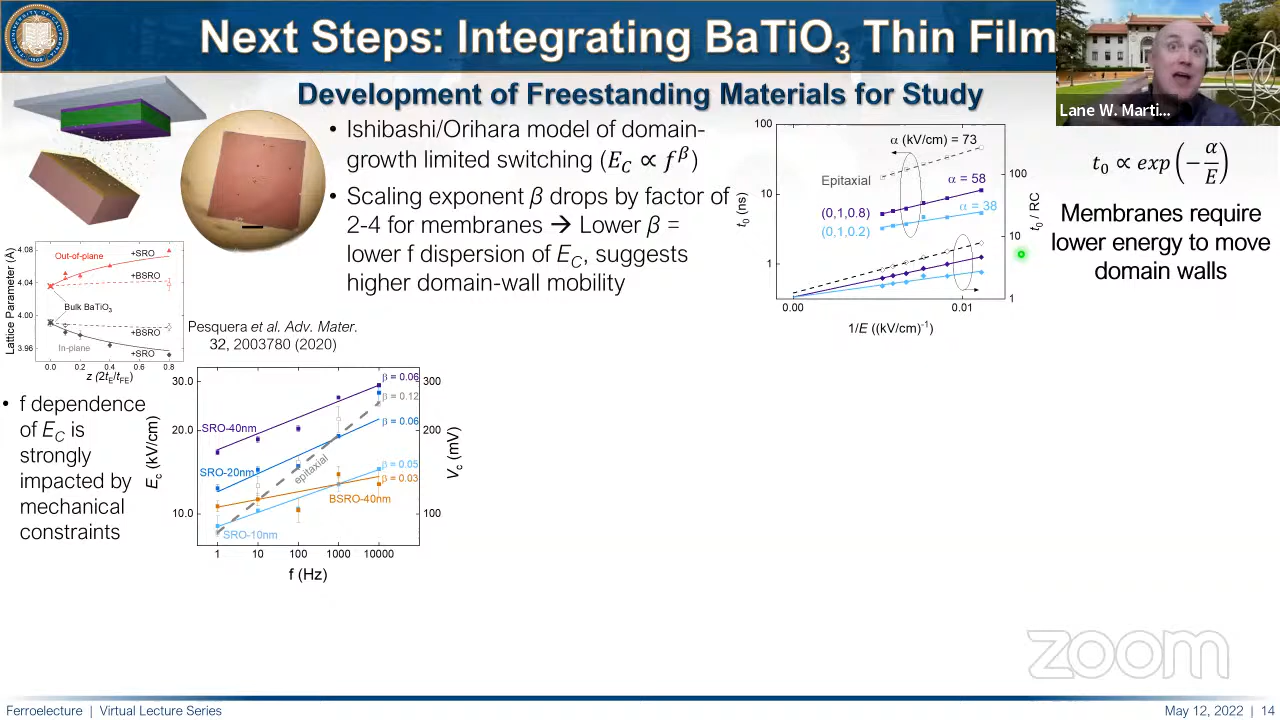 Next Steps: Integrating BaTiO3 Thin Film
Development of Freestanding Materials for Study
Lane W. Marti...
• Ishibashi/Orihara model of domain-
growth limited switching (E_C ∝ f^β)
• Scaling exponent β drops by factor of
2-4 for membranes → Lower β =
lower f dispersion of E_C, suggests
higher domain-wall mobility
t₀ ∝ exp(−α/E)
Membranes require
lower energy to move
domain walls
100
10
1
t₀ (ns)
α (kV/cm) = 73
Epitaxial
α = 58
(0,1,0.8)
α = 38
(0,1,0.2)
100
10
1
t₀ / RC
0.00
0.01
1/E ((kV/cm)⁻¹)
Lattice Parameter (Å)
4.08
4.04
4.00
3.96
Out-of-plane
+SRO
+BSRO
Bulk BaTiO₃
+BSRO
In-plane
+SRO
0.0 0.2 0.4 0.6 0.8
z (2t_E/t_FE)
Pesquera et al. Adv. Mater.
32, 2003780 (2020)
• f dependence
of E_C is
strongly
impacted by
mechanical
constraints
E_c (kV/cm)
30.0
20.0
10.0
β = 0.06
β = 0.12
SRO-40nm
β = 0.06
SRO-20nm
epitaxial
β = 0.05
β = 0.03
BSRO-40nm
SRO-10nm
300
200
100
V_c (mV)
1 10 100 1000 10000
f (Hz)
zoom
Ferroelecture | Virtual Lecture Series
May 12, 2022 | 14